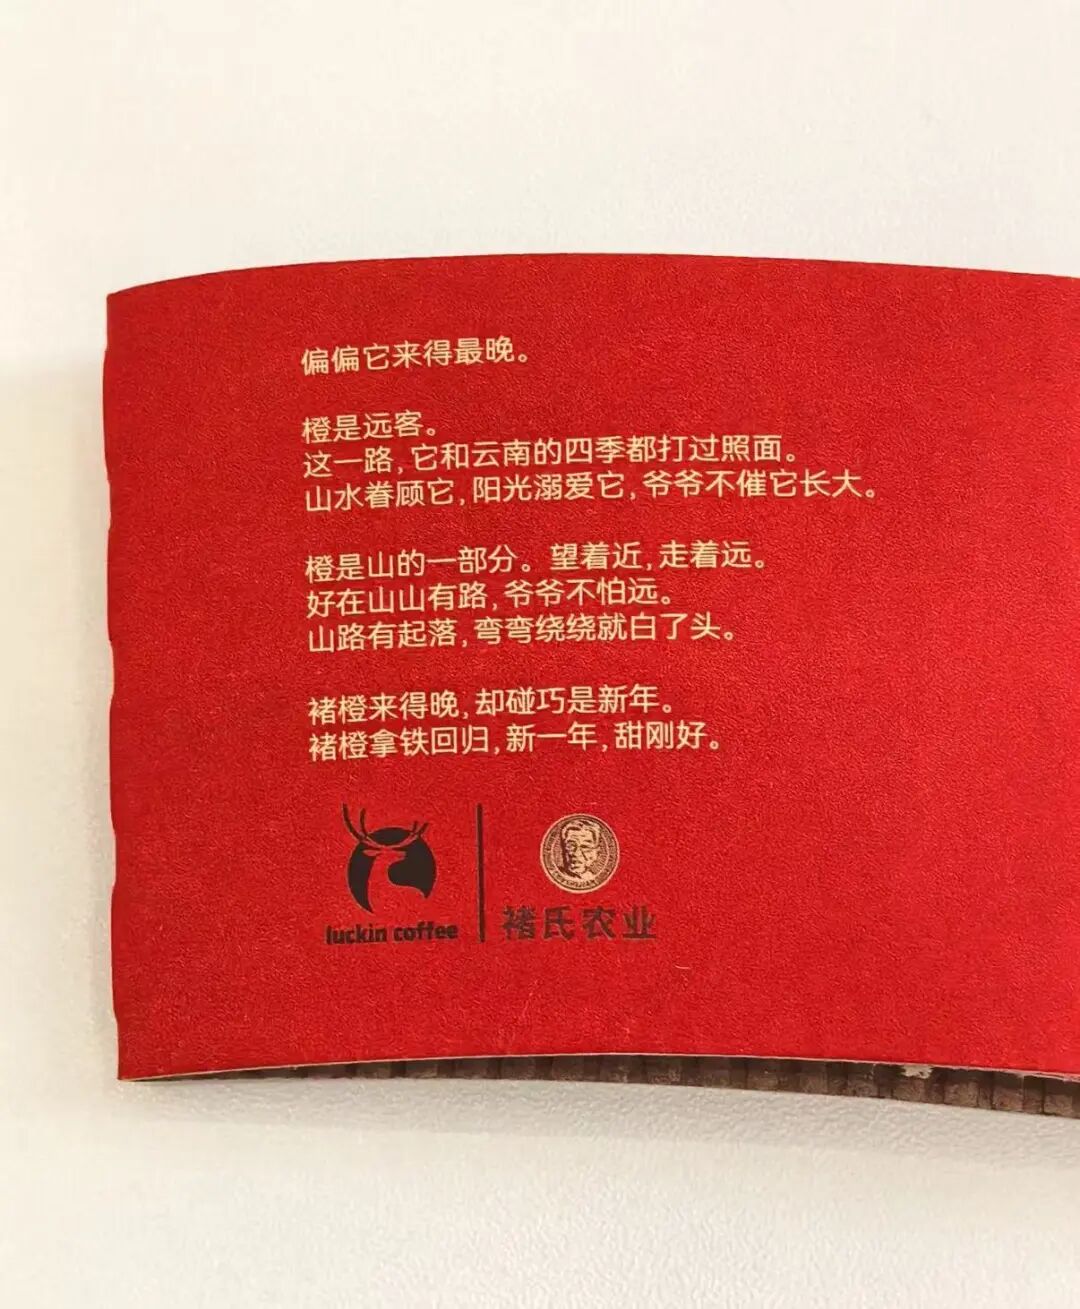 偏偏它来得最晚。
橙是远客。
这一路,它和云南的四季都打过照面。
山水眷顾它,阳光溺爱它,爷爷不催它长大。
橙是山的一部分。望着近,走着远。
好在山山有路,爷爷不怕远。
山路有起落,弯弯绕绕就白了头。
褚橙来得晚,却碰巧是新年。
褚橙拿铁回归,新一年,甜刚好。
luckin coffee
褚氏农业